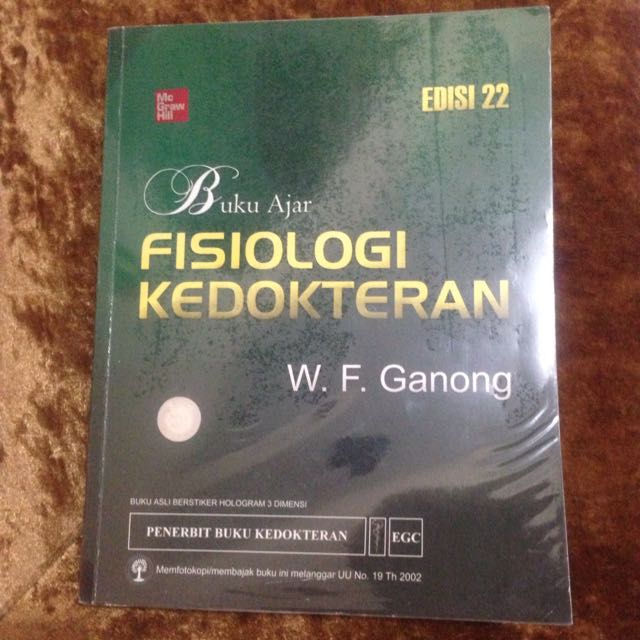 Mc
Graw
Hill
EDISI 22
Buku Ajar
FISIOLOGI
KEDOKTERAN
W. F. Ganong
BUKU ASLI BERSTIKER HOLOGRAM 3 DIMENSI
PENERBIT BUKU KEDOKTERAN
EGC
Memfotokopi/membajak buku ini melanggar UU No. 19 Th 2002